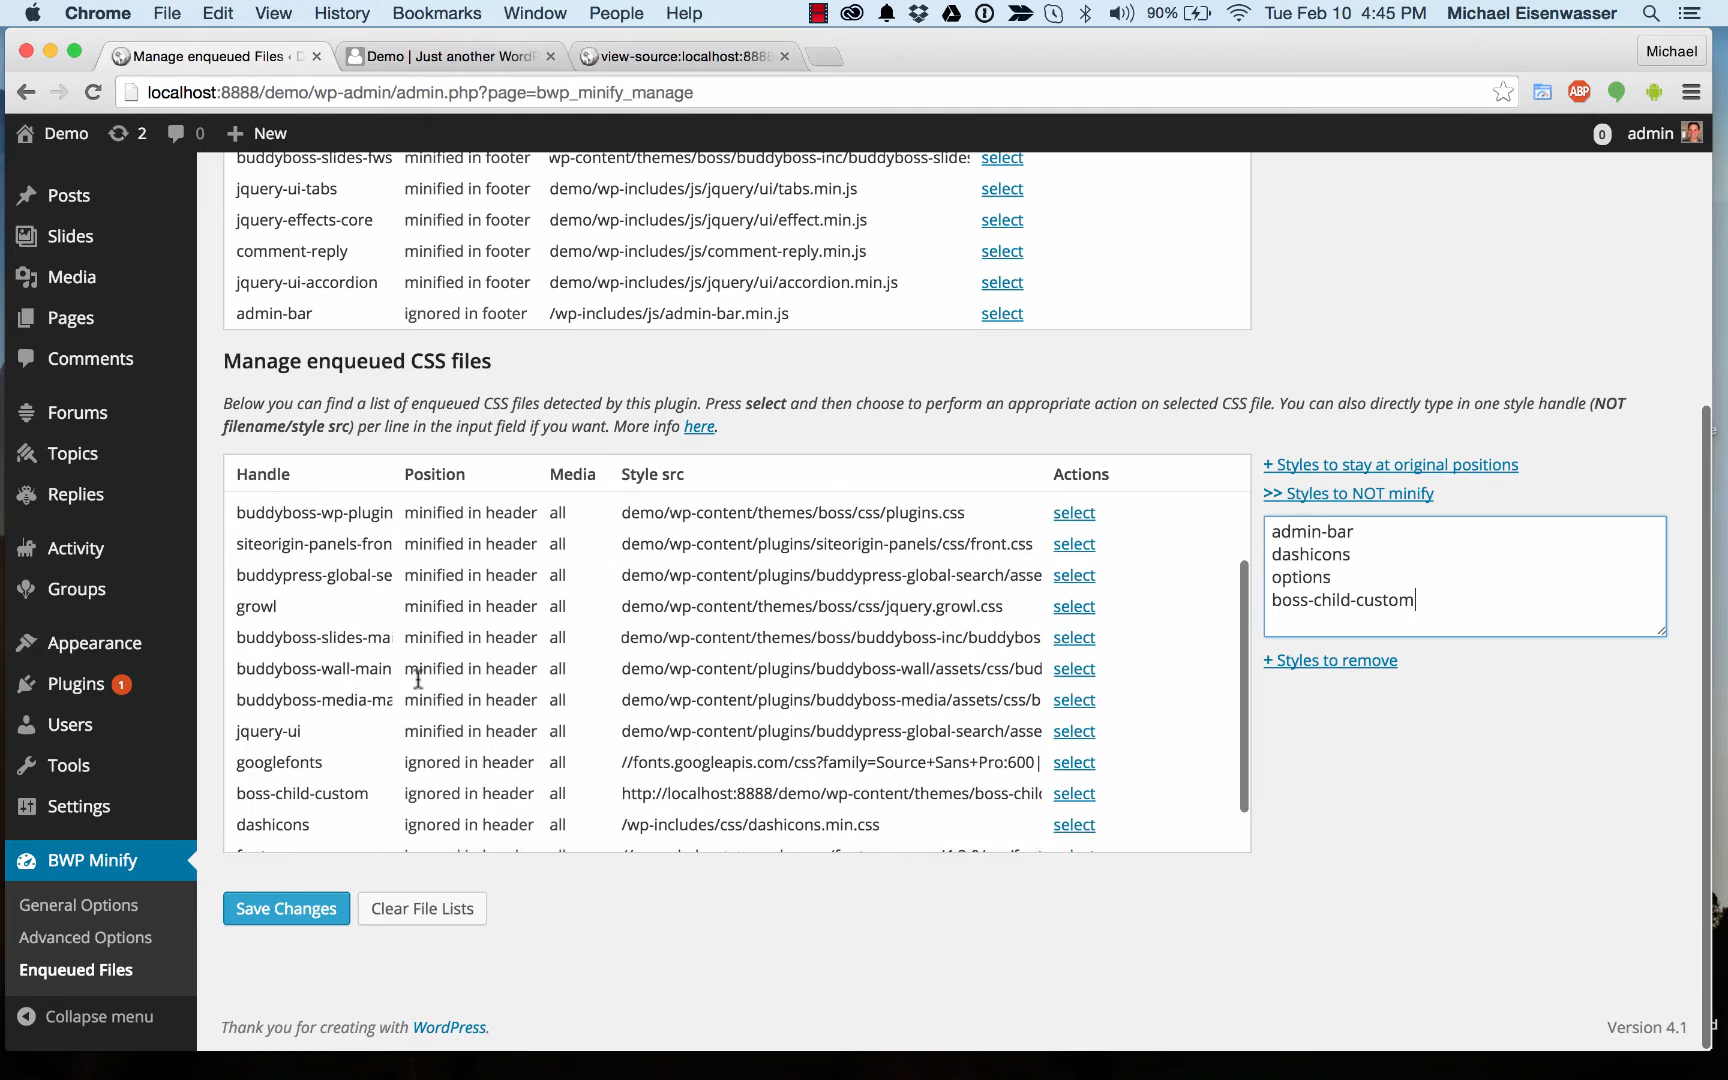 Chrome File Edit View History Bookmarks Window People Help 90% Tue Feb 10 4:45 PM Michael Eisenwasser
Manage enqueued Files ‹ D Demo | Just another WordP view-source:localhost:8888 Michael
localhost:8888/demo/wp-admin/admin.php?page=bwp_minify_manage ABP
Demo 2 0 New 0 admin
Posts
Slides
Media
Pages
Comments
Forums
Topics
Replies
Activity
Groups
Appearance
Plugins 1
Users
Tools
Settings
BWP Minify
General Options
Advanced Options
Enqueued Files
Collapse menu
buddyboss-slides-fws minified in footer wp-content/themes/boss/buddyboss-inc/buddyboss-slides select
jquery-ui-tabs minified in footer demo/wp-includes/js/jquery/ui/tabs.min.js select
jquery-effects-core minified in footer demo/wp-includes/js/jquery/ui/effect.min.js select
comment-reply minified in footer demo/wp-includes/js/comment-reply.min.js select
jquery-ui-accordion minified in footer demo/wp-includes/js/jquery/ui/accordion.min.js select
admin-bar ignored in footer /wp-includes/js/admin-bar.min.js select
Manage enqueued CSS files
Below you can find a list of enqueued CSS files detected by this plugin. Press select and then choose to perform an appropriate action on selected CSS file. You can also directly type in one style handle (NOT
filename/style src) per line in the input field if you want. More info here.
Handle Position Media Style src Actions
buddyboss-wp-plugin minified in header all demo/wp-content/themes/boss/css/plugins.css select
siteorigin-panels-fron minified in header all demo/wp-content/plugins/siteorigin-panels/css/front.css select
buddypress-global-se minified in header all demo/wp-content/plugins/buddypress-global-search/asse select
growl minified in header all demo/wp-content/themes/boss/css/jquery.growl.css select
buddyboss-slides-mai minified in header all demo/wp-content/themes/boss/buddyboss-inc/buddybos select
buddyboss-wall-main minified in header all demo/wp-content/plugins/buddyboss-wall/assets/css/bud select
buddyboss-media-ma minified in header all demo/wp-content/plugins/buddyboss-media/assets/css/b select
jquery-ui minified in header all demo/wp-content/plugins/buddypress-global-search/asse select
googlefonts ignored in header all //fonts.googleapis.com/css?family=Source+Sans+Pro:600| select
boss-child-custom ignored in header all http://localhost:8888/demo/wp-content/themes/boss-chil select
dashicons ignored in header all /wp-includes/css/dashicons.min.css select
+ Styles to stay at original positions
>> Styles to NOT minify
admin-bar
dashicons
options
boss-child-custom
+ Styles to remove
Save Changes Clear File Lists
Thank you for creating with WordPress. Version 4.1